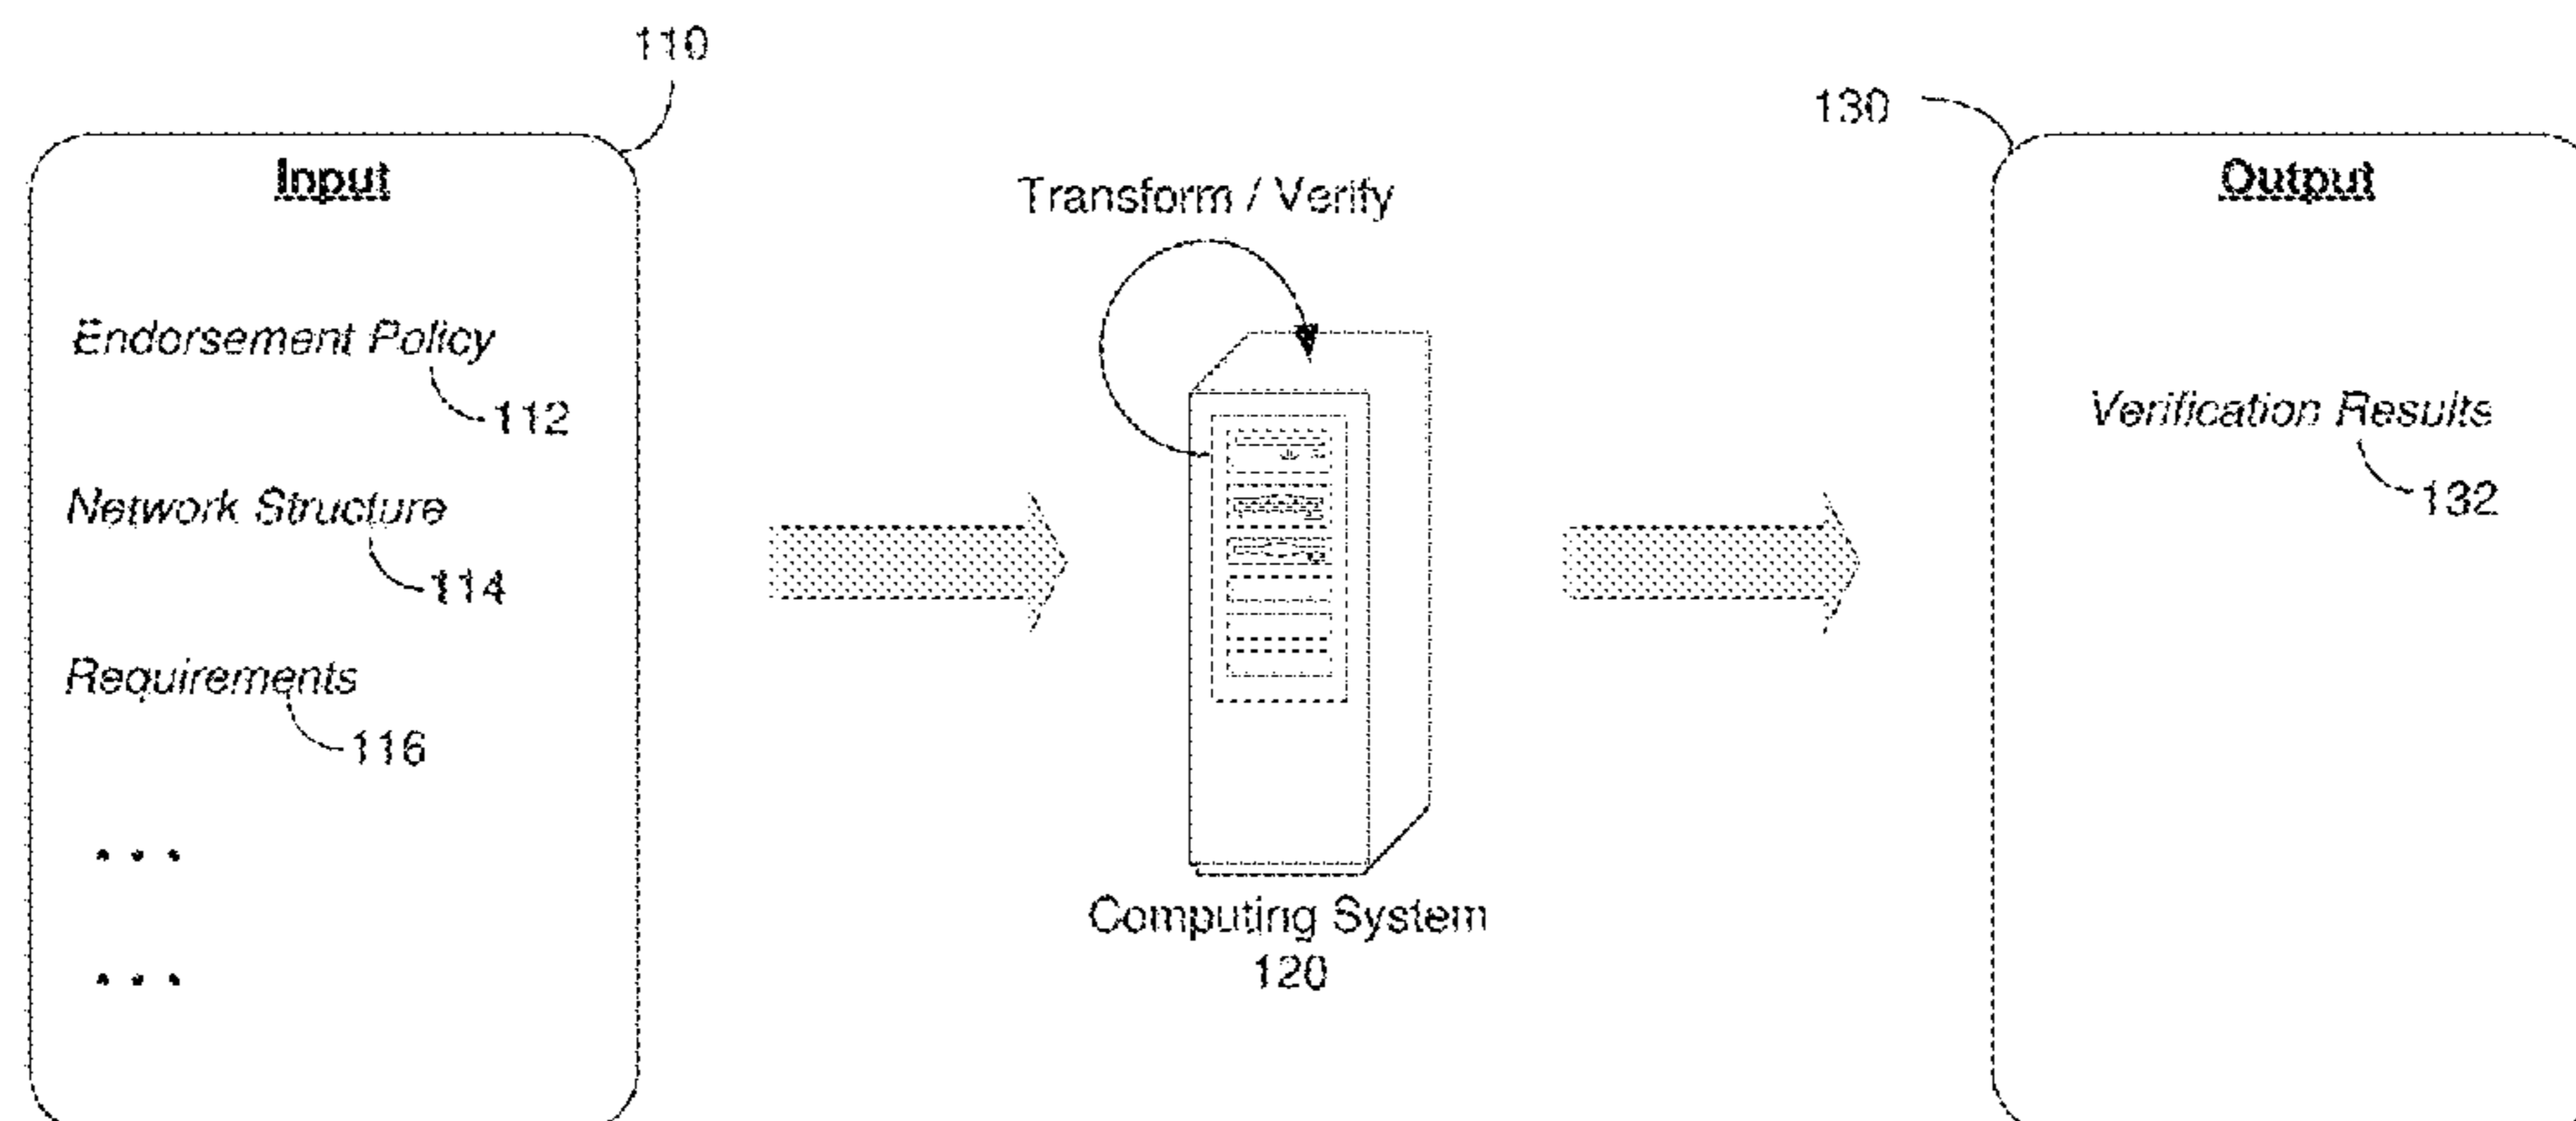 110
Input
Endorsement Policy
112
Network Structure
114
Requirements
116
• • •
• • •
Transform / Verify
Computing System
120
130
Output
Verification Results
132